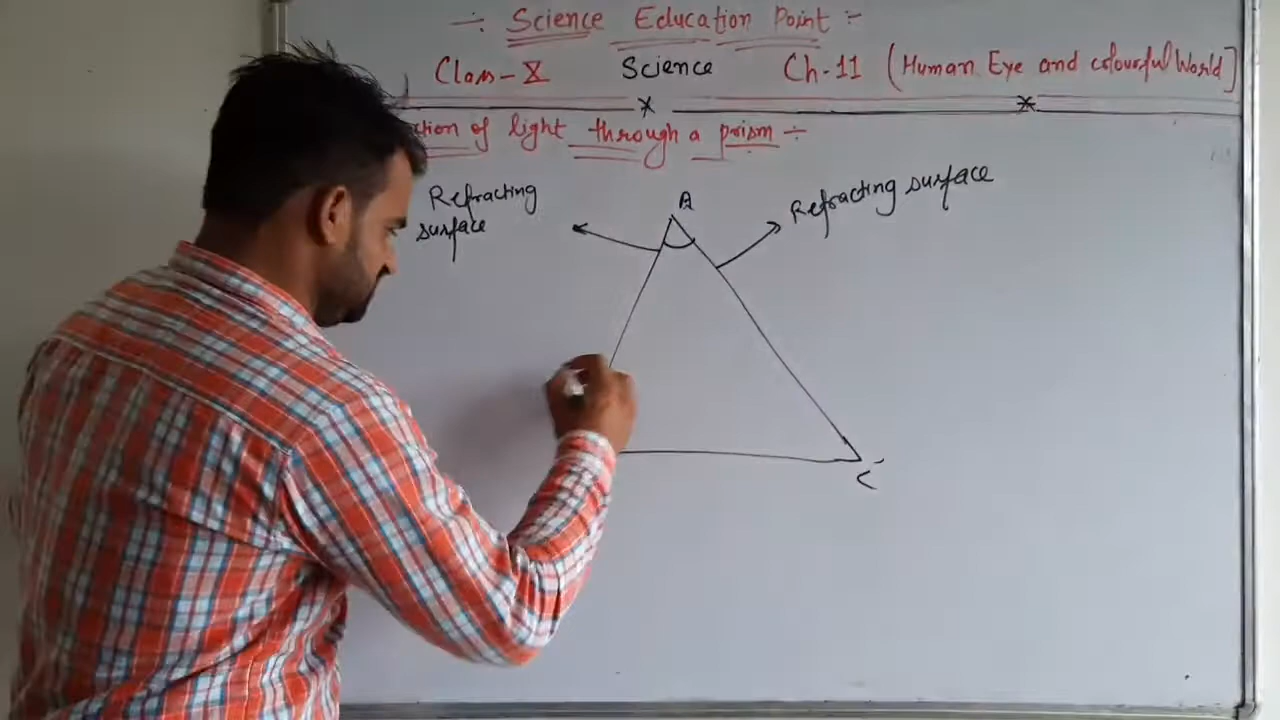 ÷ Science Education Point ÷
Class-X Science Ch-11 (Human Eye and colourful World]
of light through a prism ÷
Refracting surface
Refracting surface
A
C